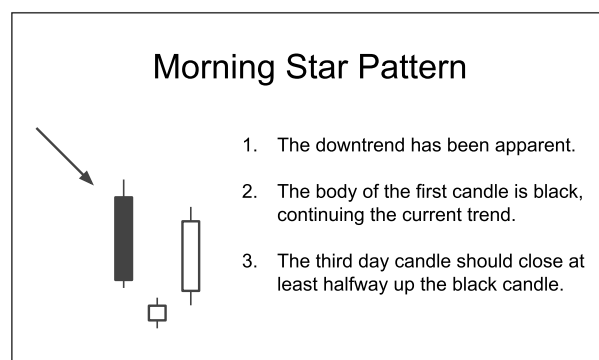 Morning Star Pattern
1. The downtrend has been apparent.
2. The body of the first candle is black,
continuing the current trend.
3. The third day candle should close at
least halfway up the black candle.